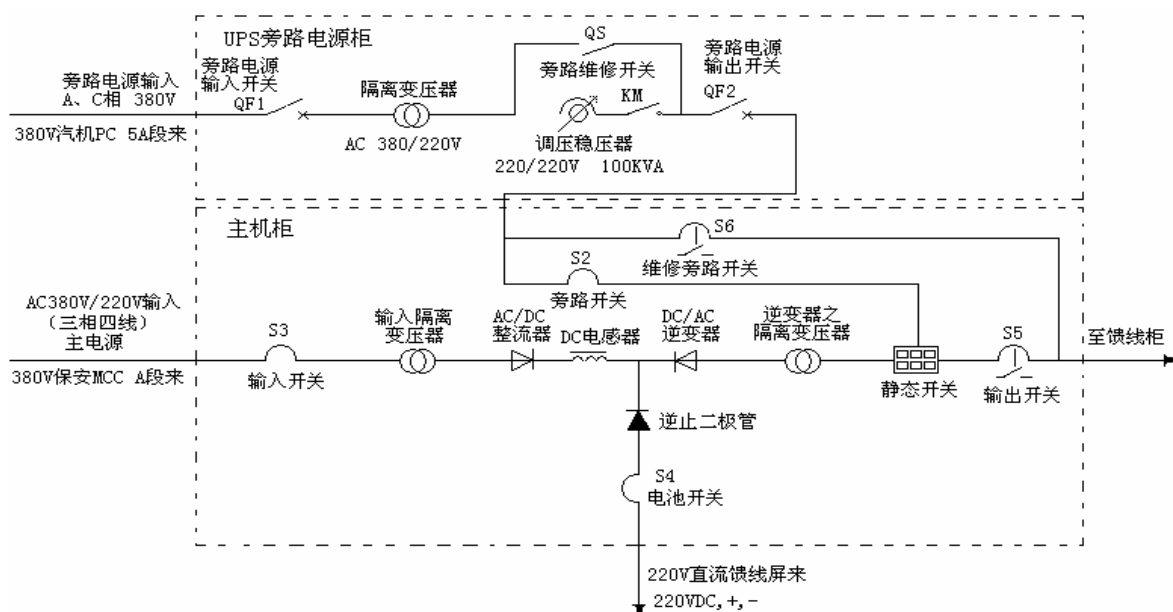 UPS旁路电源柜
旁路电源输入
A、C相 380V
380V汽机PC 5A段来
旁路电源
输入开关
QF1
隔离变压器
AC 380/220V
QS
旁路维修开关
KM
调压稳压器
220/220V 100KVA
旁路电源
输出开关
QF2
主机柜
S6
维修旁路开关
S2
旁路开关
AC380V/220V输入
（三相四线）
主电源
380V保安MCC A段来
S3
输入开关
输入隔离
变压器
AC/DC
整流器
DC电感器
DC/AC
逆变器
逆变器之
隔离变压器
静态开关
S5
输出开关
至馈线柜
逆止二极管
S4
电池开关
220V直流馈线屏来
220VDC,+,-